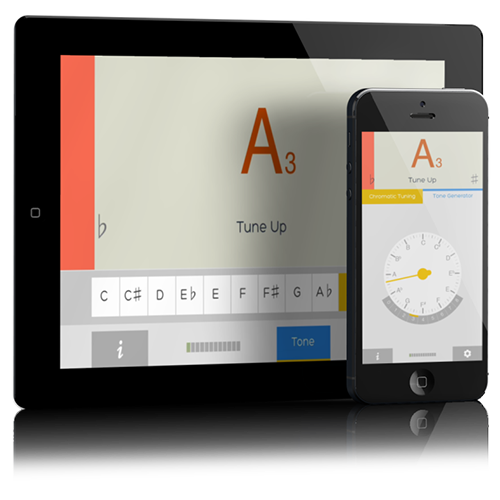 A3
Tune Up
♭
C C♯ D E♭ E F F♯ G A♭
i
Tone
A3
♭ Tune Up ♯
Chromatic Tuning Tone Generator
A
i